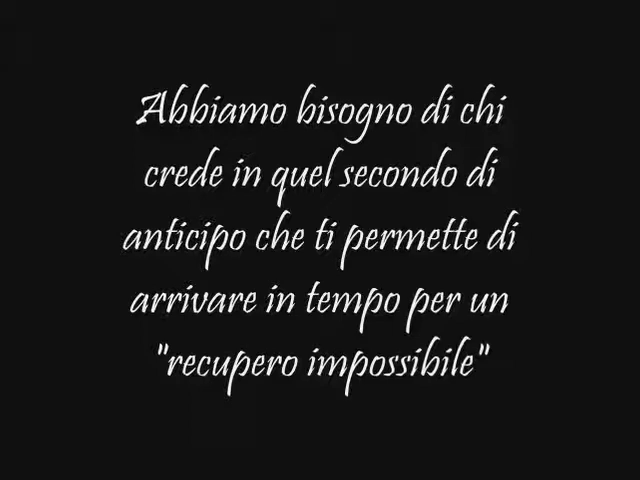 Abbiamo bisogno di chi
crede in quel secondo di
anticipo che ti permette di
arrivare in tempo per un
"recupero impossibile"